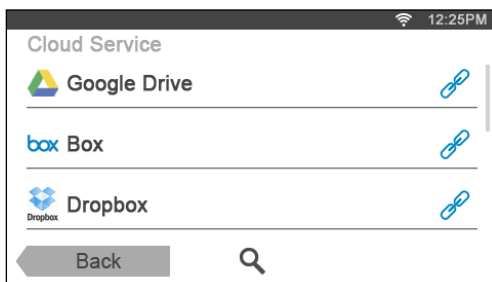 12:25PM
Cloud Service
Google Drive
box Box
Dropbox Dropbox
Back